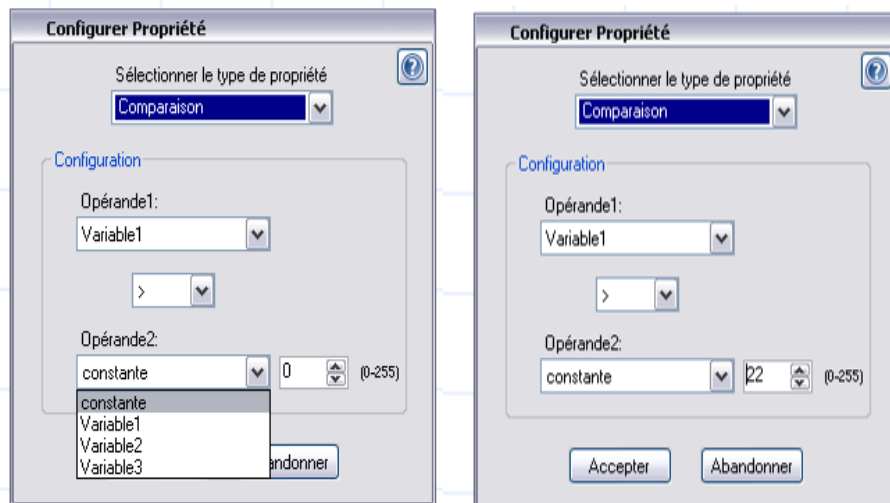 Configurer Propriété
Sélectionner le type de propriété
Comparaison
Configuration
Opérande1:
Variable1
>
Opérande2:
constante 0 (0-255)
constante
Variable1
Variable2
Variable3
andonner
Configurer Propriété
Sélectionner le type de propriété
Comparaison
Configuration
Opérande1:
Variable1
>
Opérande2:
constante 22 (0-255)
Accepter Abandonner